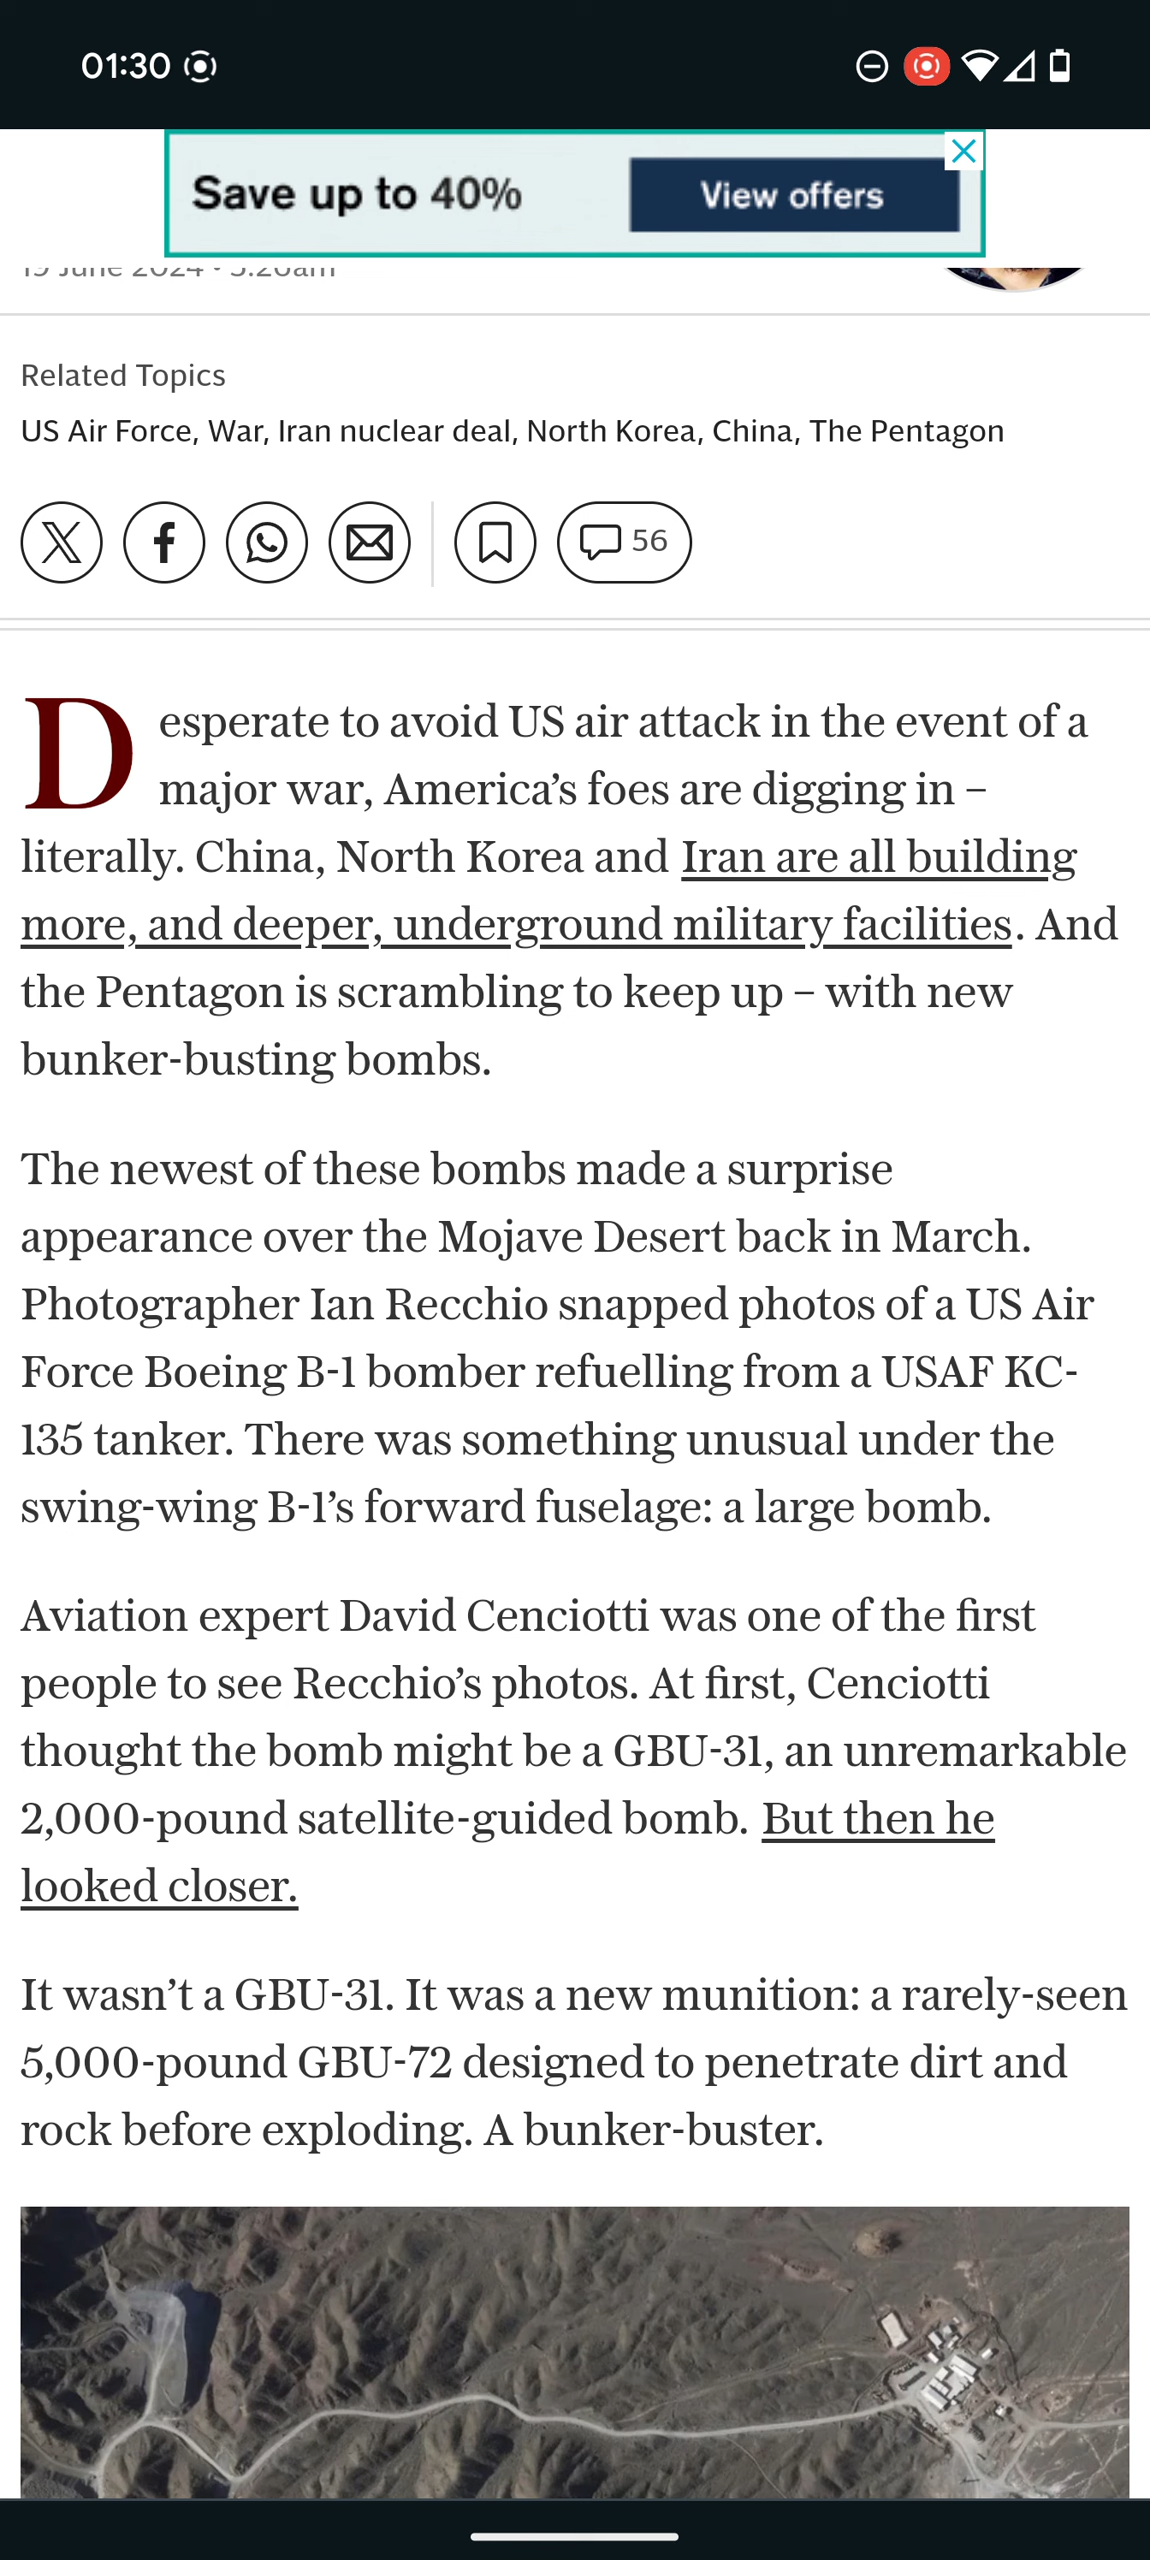 01:30
Save up to 40%
View offers
19 June 2024 • 5:20am
Related Topics
US Air Force, War, Iran nuclear deal, North Korea, China, The Pentagon
56
Desperate to avoid US air attack in the event of a
major war, America’s foes are digging in –
literally. China, North Korea and Iran are all building
more, and deeper, underground military facilities. And
the Pentagon is scrambling to keep up – with new
bunker-busting bombs.
The newest of these bombs made a surprise
appearance over the Mojave Desert back in March.
Photographer Ian Recchio snapped photos of a US Air
Force Boeing B-1 bomber refuelling from a USAF KC-
135 tanker. There was something unusual under the
swing-wing B-1’s forward fuselage: a large bomb.
Aviation expert David Cenciotti was one of the first
people to see Recchio’s photos. At first, Cenciotti
thought the bomb might be a GBU-31, an unremarkable
2,000-pound satellite-guided bomb. But then he
looked closer.
It wasn’t a GBU-31. It was a new munition: a rarely-seen
5,000-pound GBU-72 designed to penetrate dirt and
rock before exploding. A bunker-buster.